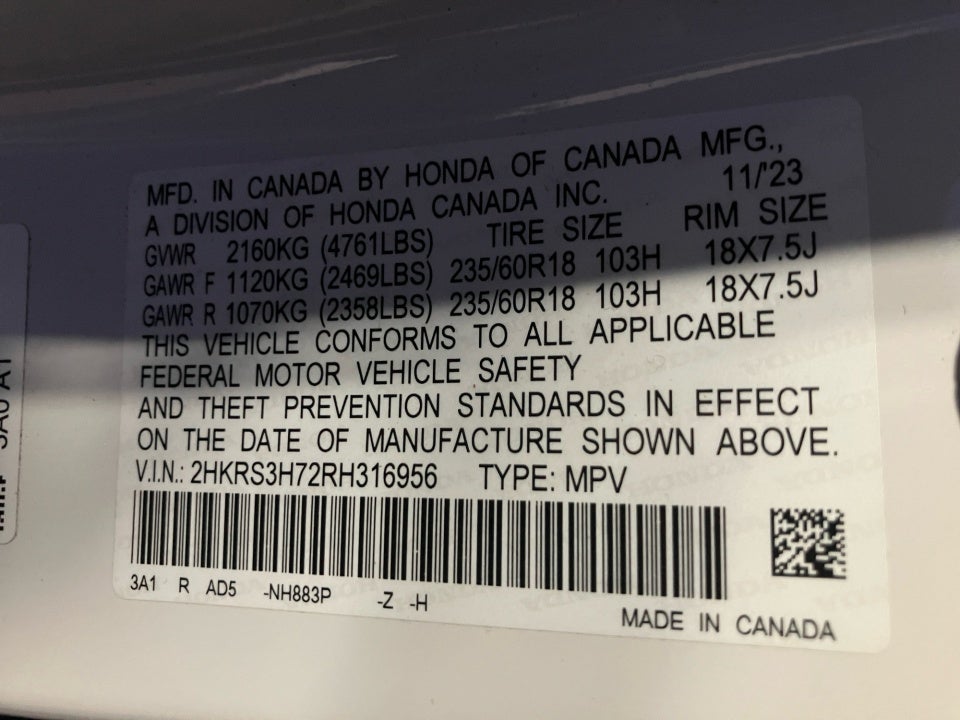 MFD. IN CANADA BY HONDA OF CANADA MFG.,
A DIVISION OF HONDA CANADA INC. 11/'23
GVWR 2160KG (4761LBS) TIRE SIZE RIM SIZE
GAWR F 1120KG (2469LBS) 235/60R18 103H 18X7.5J
GAWR R 1070KG (2358LBS) 235/60R18 103H 18X7.5J
THIS VEHICLE CONFORMS TO ALL APPLICABLE
FEDERAL MOTOR VEHICLE SAFETY
AND THEFT PREVENTION STANDARDS IN EFFECT
ON THE DATE OF MANUFACTURE SHOWN ABOVE.
V.I.N.: 2HKRS3H72RH316956 TYPE: MPV
3A1 R AD5 -NH883P -Z -H
MADE IN CANADA